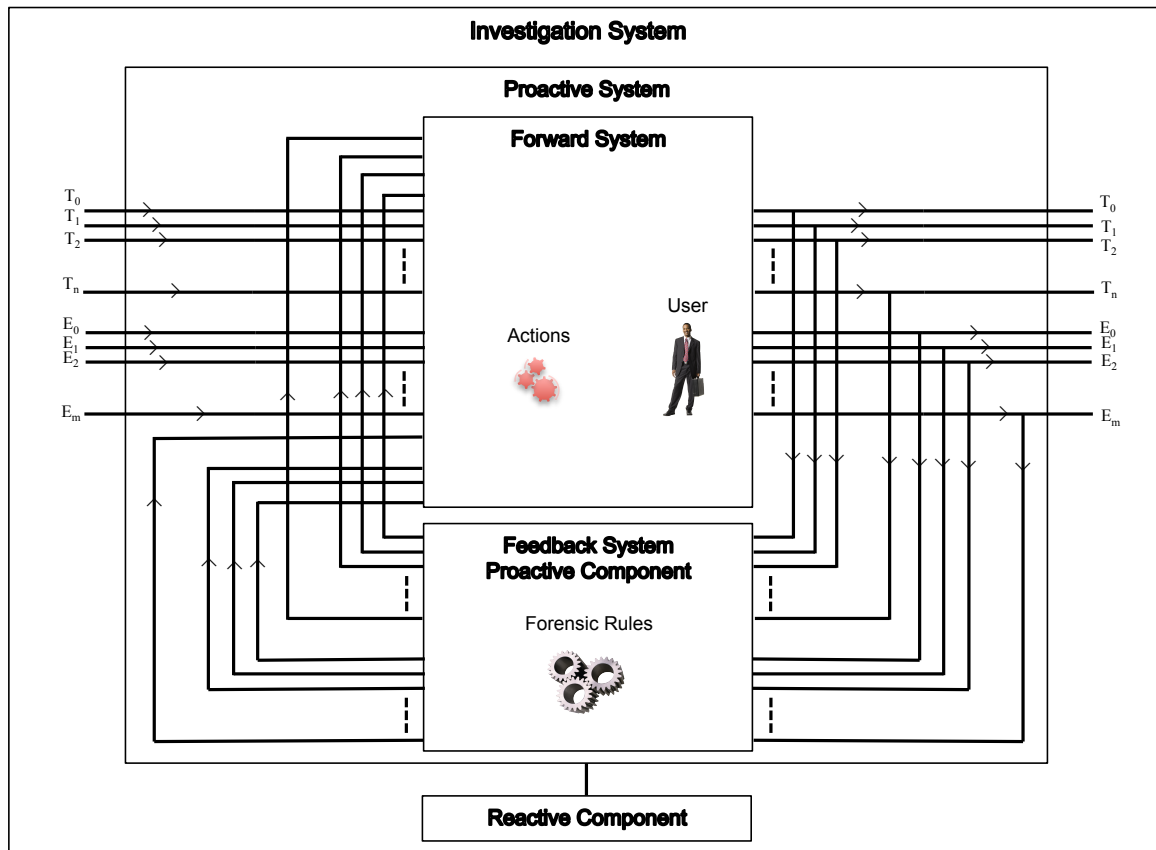 Investigation System
Proactive System
Forward System
T0
T1
T2
Tn
E0
E1
E2
Em
Actions
User
T0
T1
T2
Tn
E0
E1
E2
Em
Feedback System
Proactive Component
Forensic Rules
Reactive Component